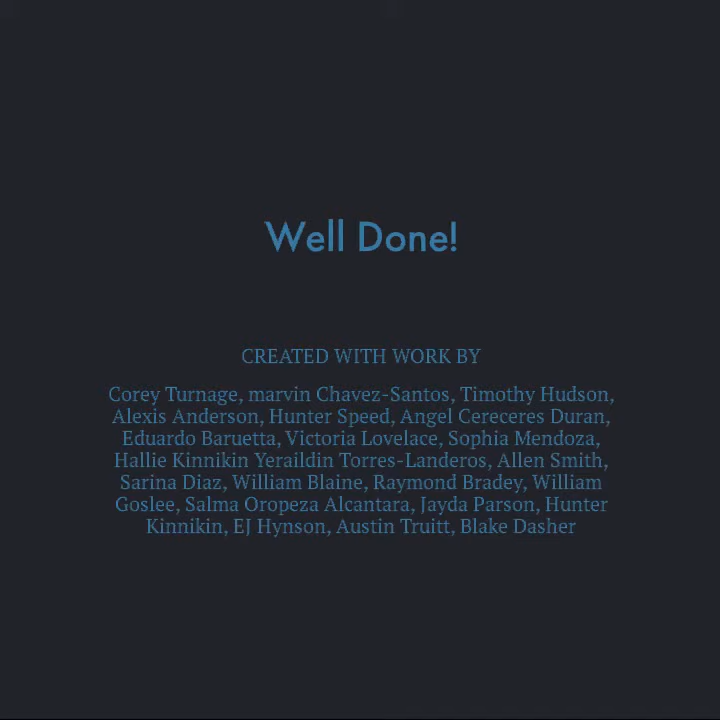 Well Done!
CREATED WITH WORK BY
Corey Turnage, marvin Chavez-Santos, Timothy Hudson,
Alexis Anderson, Hunter Speed, Angel Cereceres Duran,
Eduardo Baruetta, Victoria Lovelace, Sophia Mendoza,
Hallie Kinnikin Yeraildin Torres-Landeros, Allen Smith,
Sarina Diaz, William Blaine, Raymond Bradey, William
Goslee, Salma Oropeza Alcantara, Jayda Parson, Hunter
Kinnikin, EJ Hynson, Austin Truitt, Blake Dasher